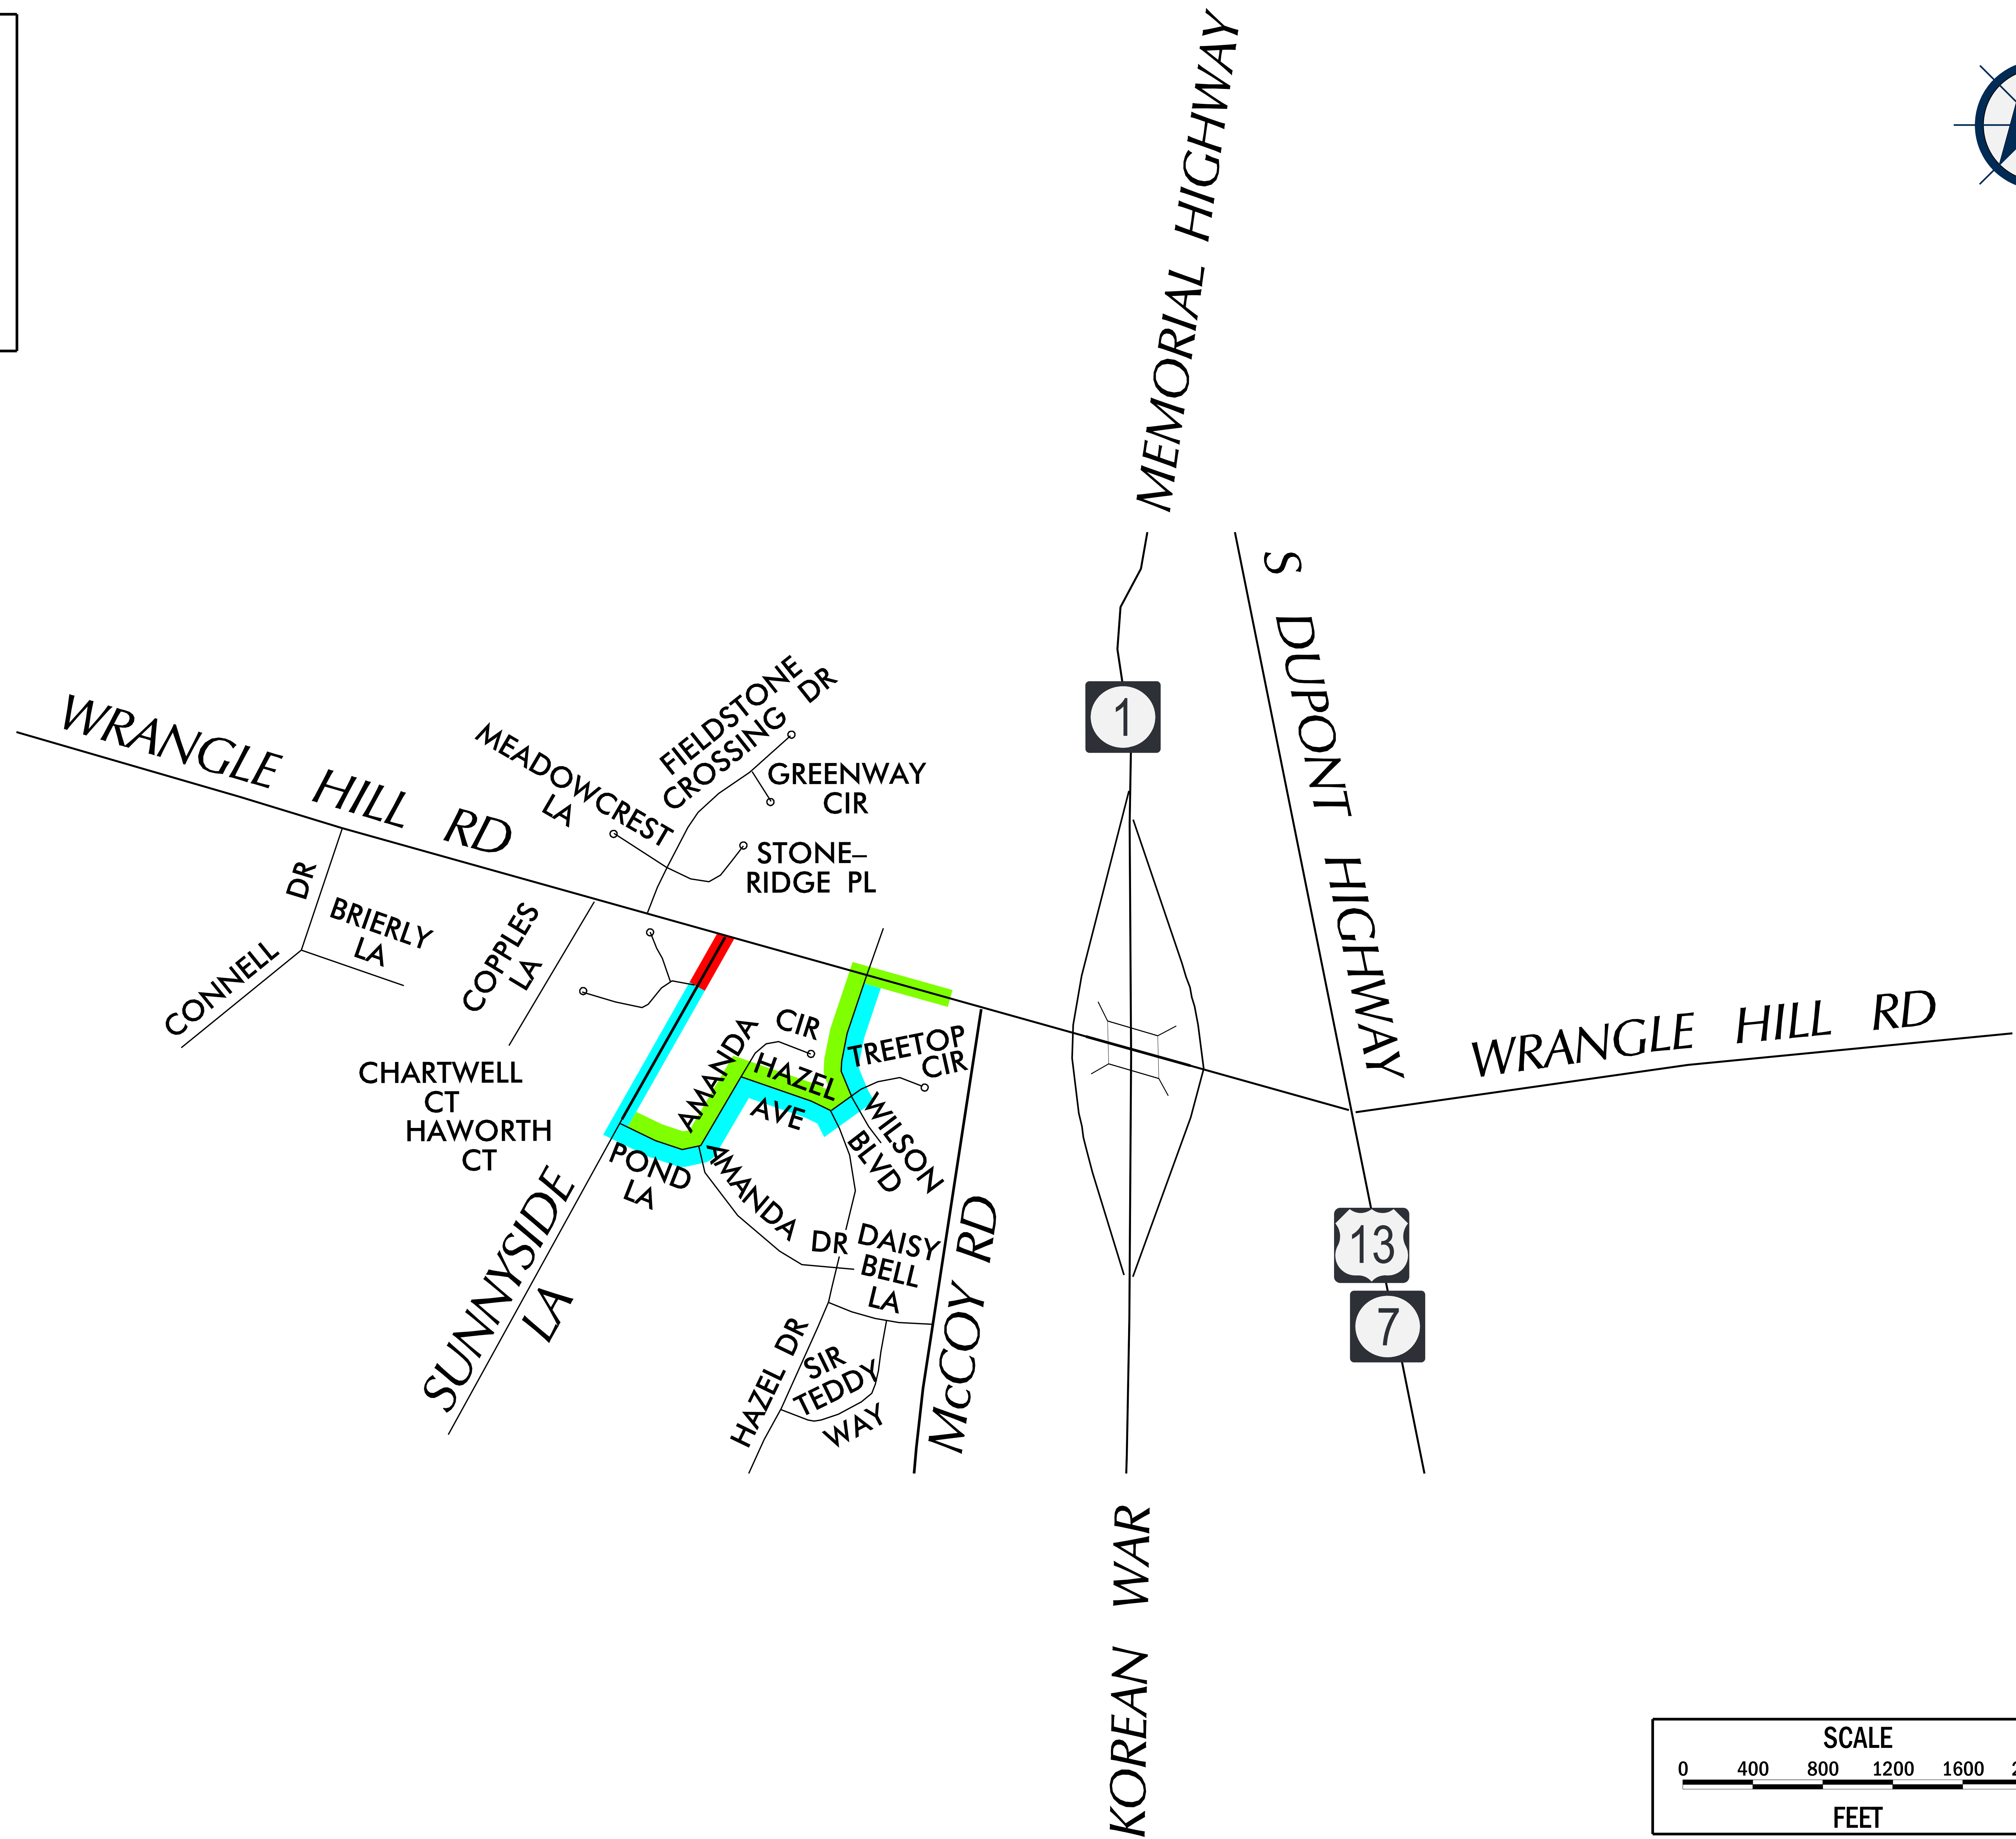 MEMORIAL HIGHWAY
S DUPONT HIGHWAY
1
WRANGLE HILL RD
FIELDSTONE
CROSSING DR
MEADOWCREST
LA
GREENWAY
CIR
STONE–
RIDGE PL
CONNELL DR
BRIERLY
LA
COPPLES
LA
CHARTWELL
CT
HAWORTH
CT
AMANDA CIR
HAZEL
AVE
TREETOP
CIR
WILSON
BLVD
POND
LA
AMANDA DR
DAISY
BELL
LA
SUNNYSIDE
LA
HAZEL DR
SIR
TEDDY
WAY
McCOY RD
WRANGLE HILL RD
13
7
KOREAN WAR
SCALE
0 400 800 1200 1600
FEET